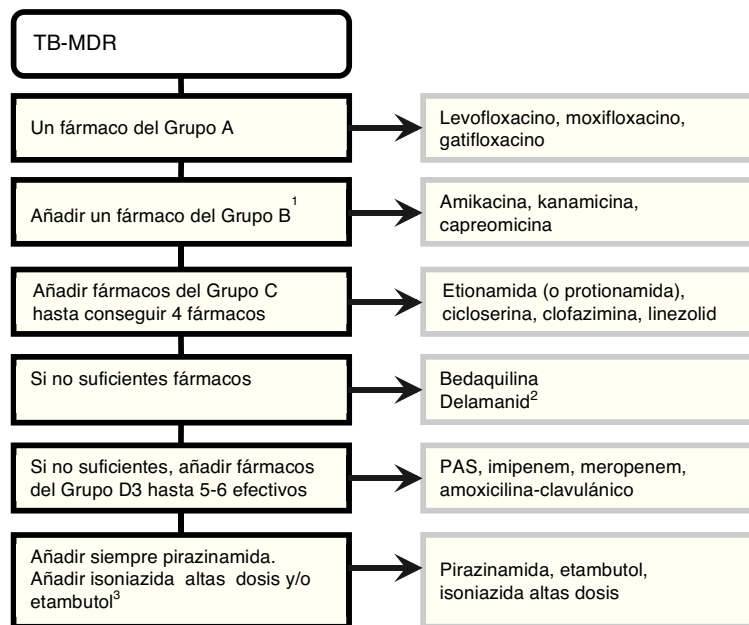 TB-MDR
Un fármaco del Grupo A
Levofloxacino, moxifloxacino,
gatifloxacino
Añadir un fármaco del Grupo B¹
Amikacina, kanamicina,
capreomicina
Añadir fármacos del Grupo C
hasta conseguir 4 fármacos
Etionamida (o protionamida),
cicloserina, clofazimina, linezolid
Si no suficientes fármacos
Bedaquilina
Delamanid²
Si no suficientes, añadir fármacos
del Grupo D3 hasta 5-6 efectivos
PAS, imipenem, meropenem,
amoxicilina-clavulánico
Añadir siempre pirazinamida.
Añadir isoniazida altas dosis y/o
etambutol³
Pirazinamida, etambutol,
isoniazida altas dosis